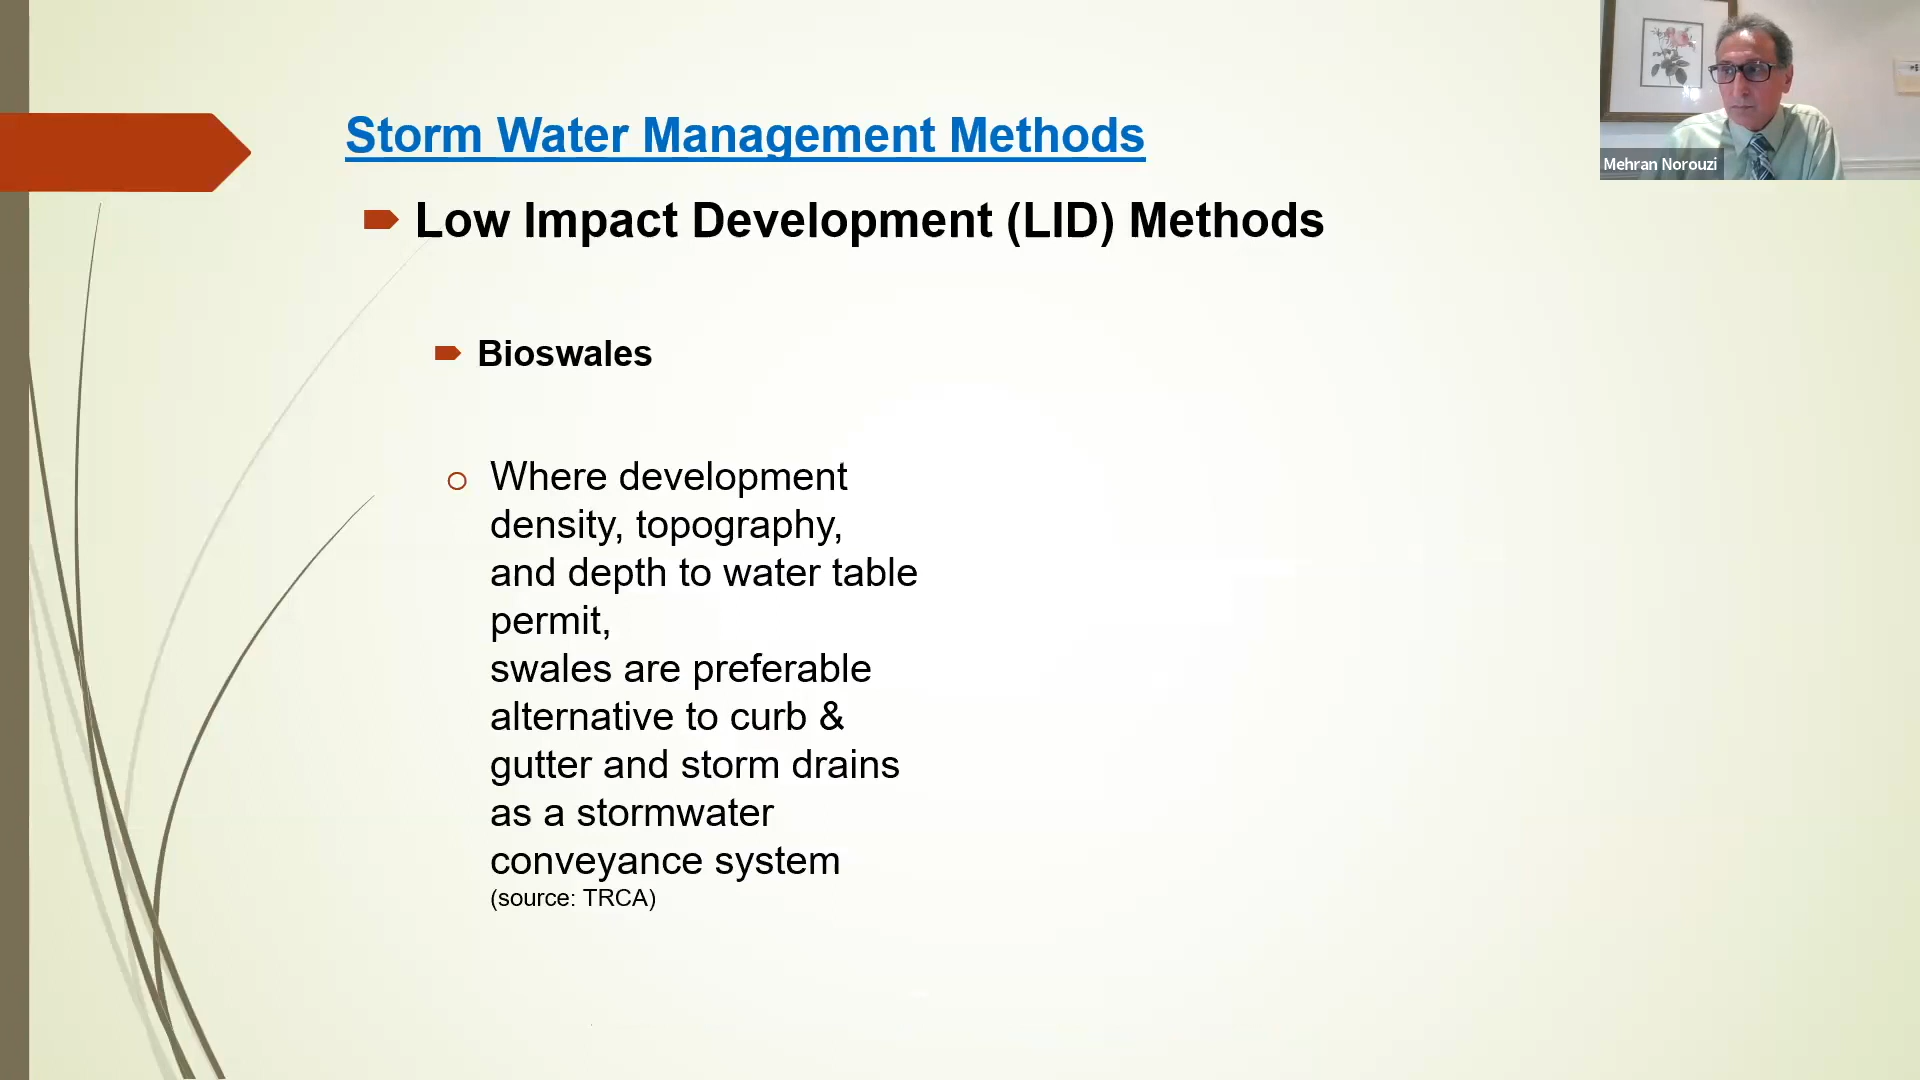 Storm Water Management Methods
Low Impact Development (LID) Methods
Bioswales
Where development
density, topography,
and depth to water table
permit,
swales are preferable
alternative to curb &
gutter and storm drains
as a stormwater
conveyance system
(source: TRCA)
Mehran Norouzi